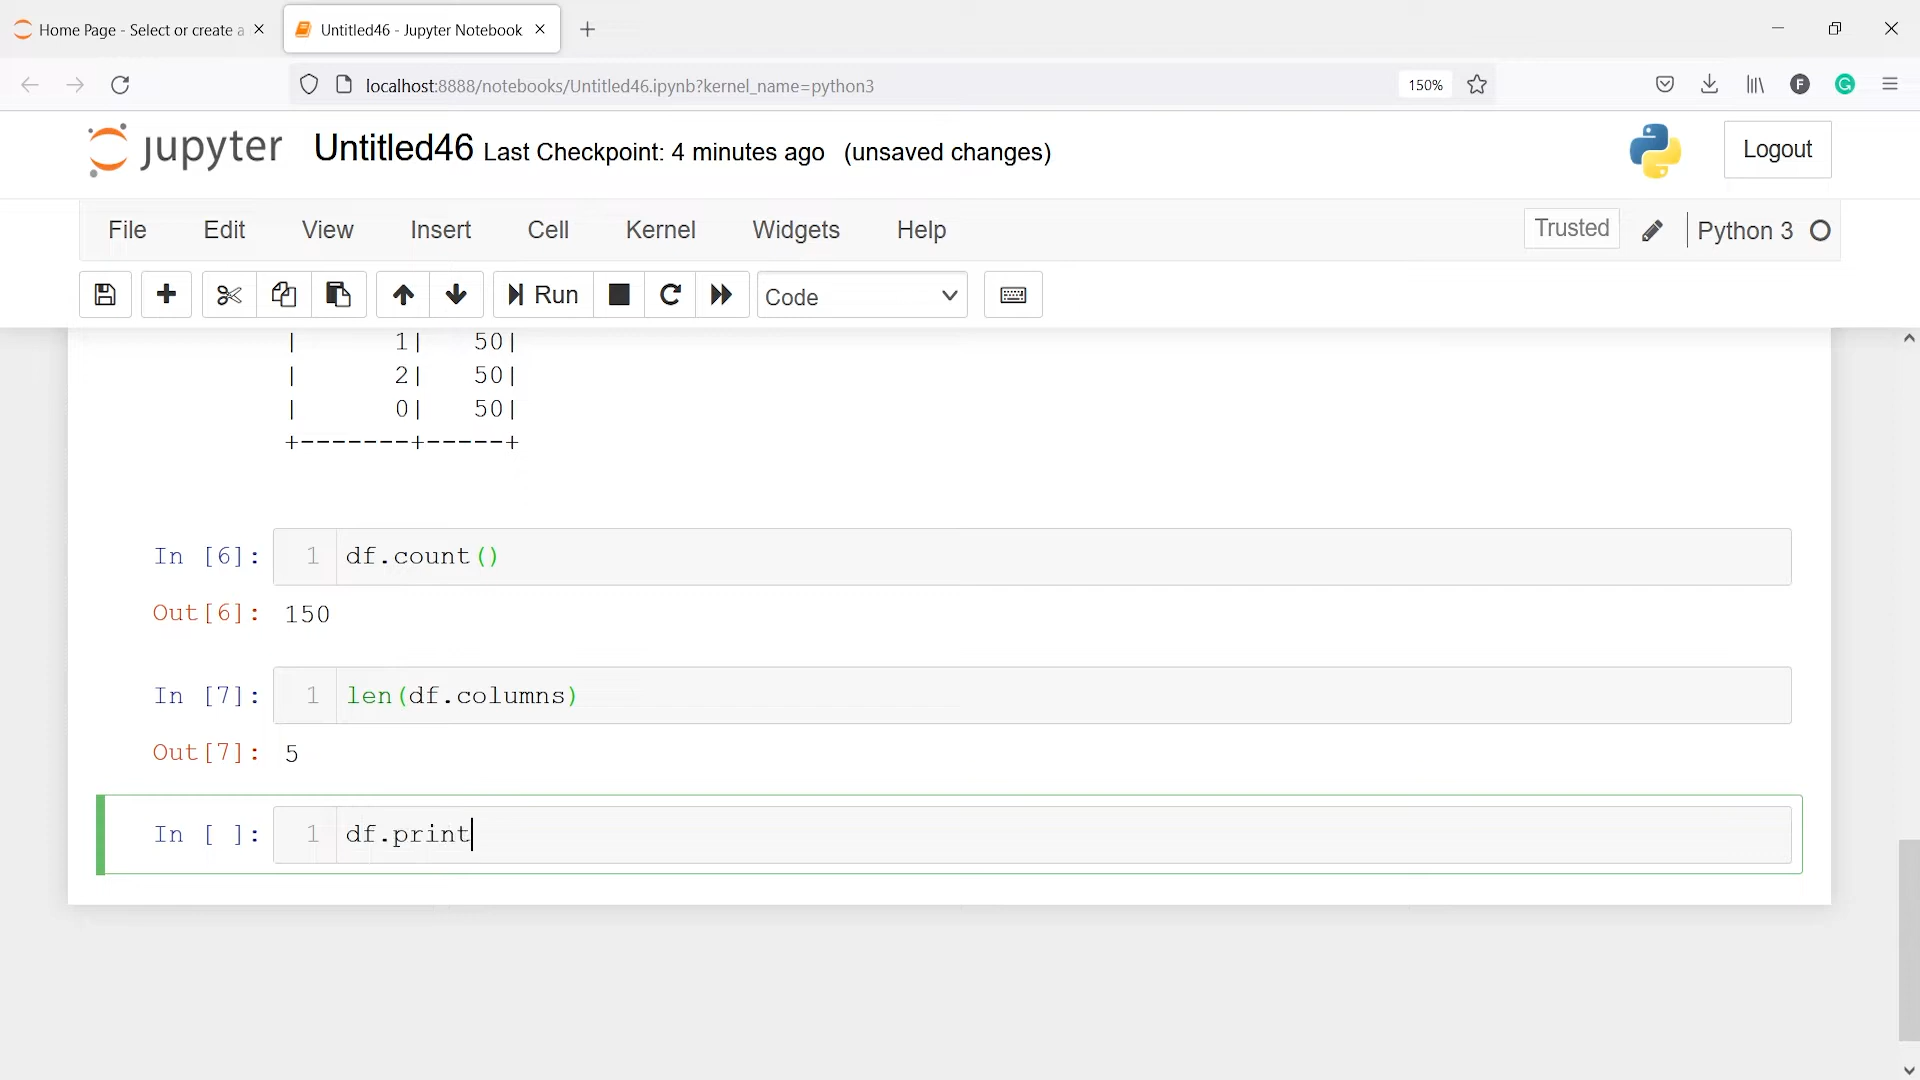 Home Page - Select or create a
Untitled46 - Jupyter Notebook
localhost:8888/notebooks/Untitled46.ipynb?kernel_name=python3
150%
F
G
jupyter Untitled46 Last Checkpoint: 4 minutes ago (unsaved changes)
Logout
File Edit View Insert Cell Kernel Widgets Help
Trusted
Python 3
Run
Code
| 1| 50|
| 2| 50|
| 0| 50|
+-------+-----+
In [6]: 1 df.count()
Out[6]: 150
In [7]: 1 len(df.columns)
Out[7]: 5
In [ ]: 1 df.print